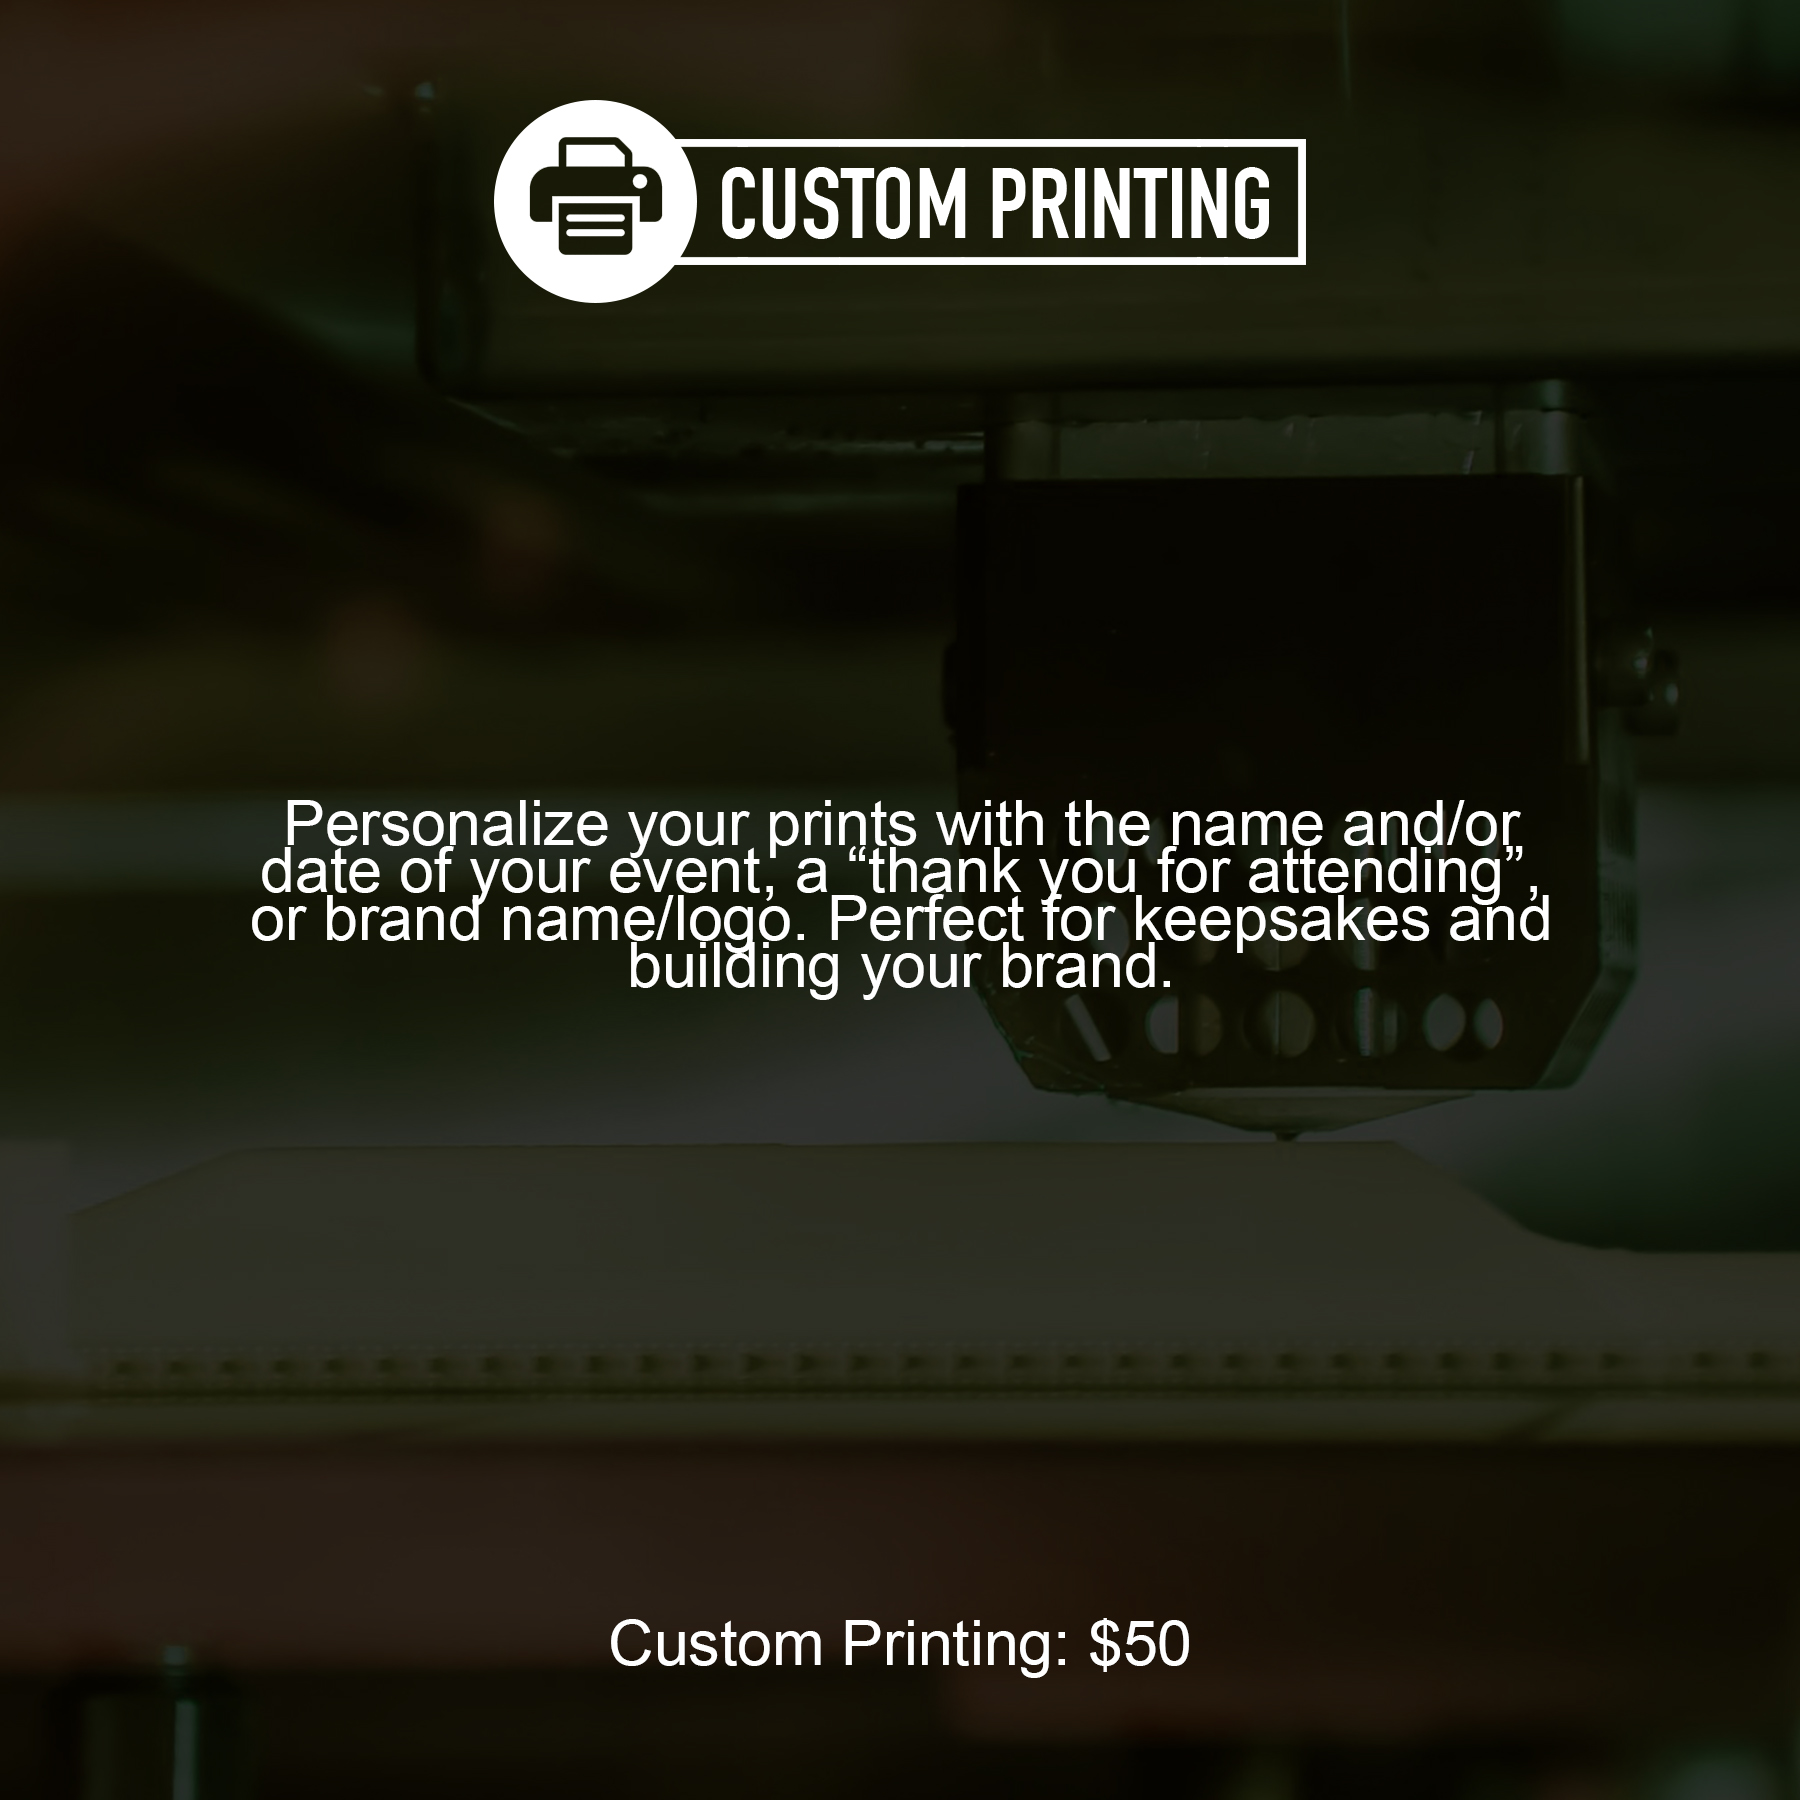 CUSTOM PRINTING
Personalize your prints with the name and/or
date of your event, a “thank you for attending”,
or brand name/logo. Perfect for keepsakes and
building your brand.
Custom Printing: $50